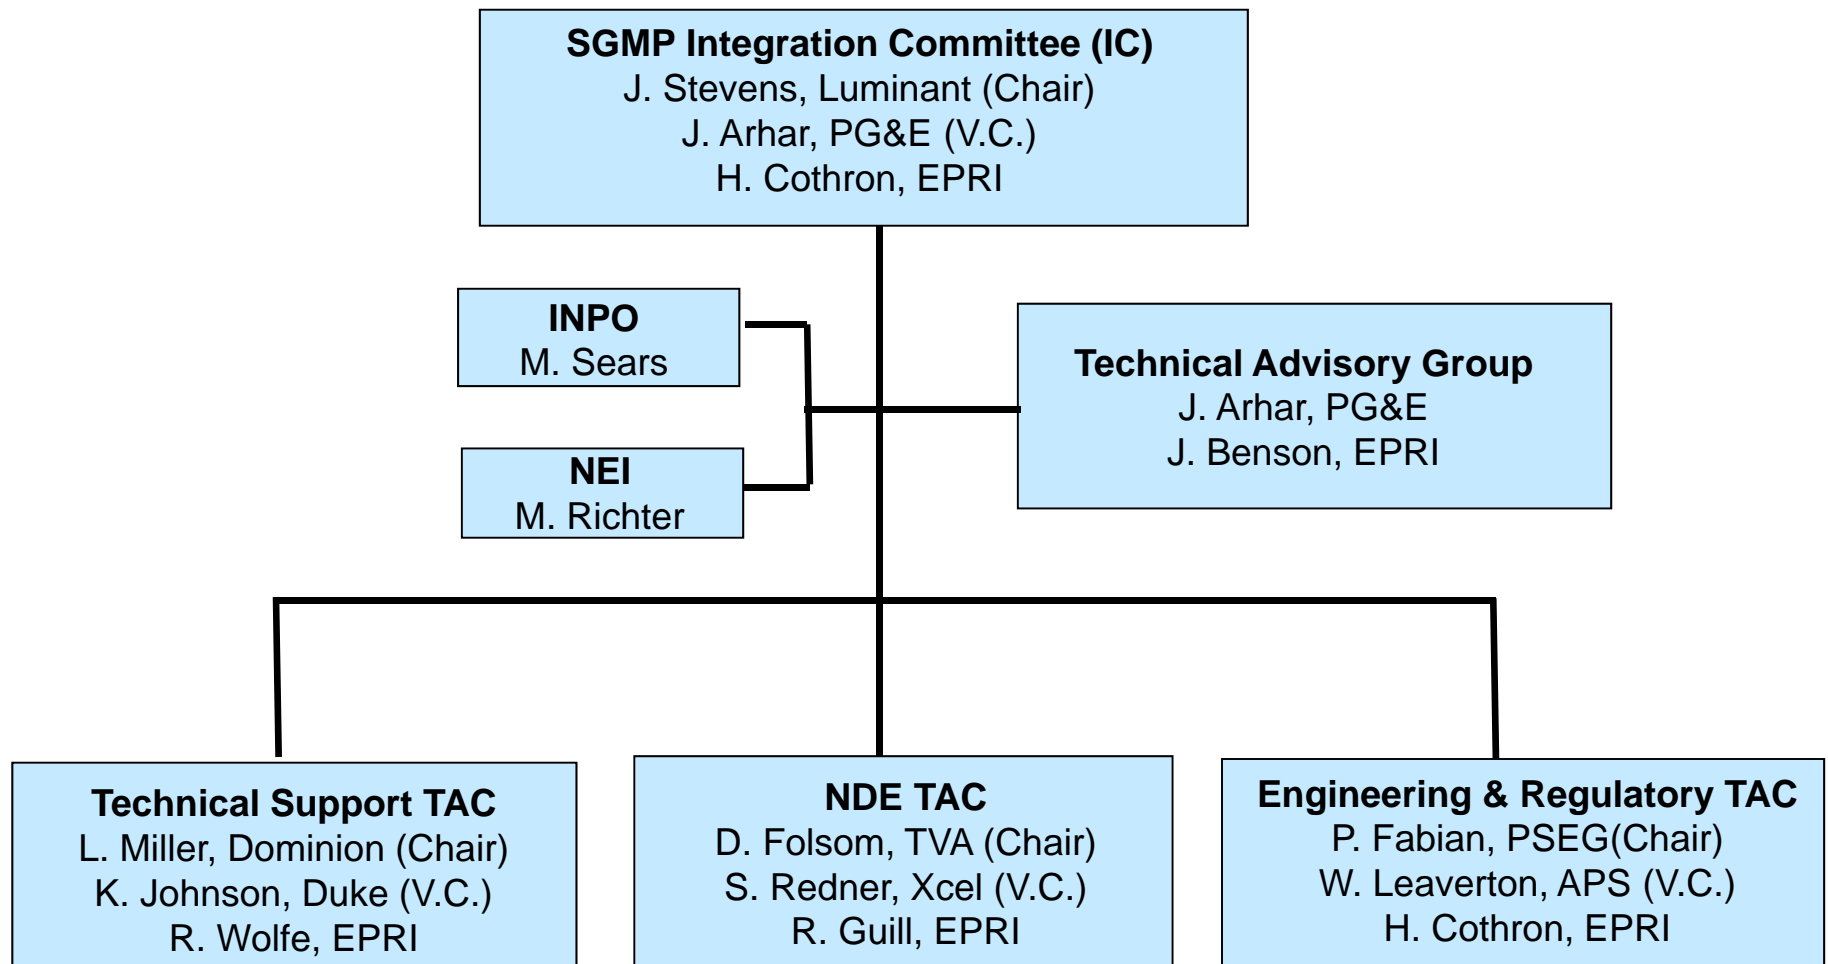 SGMP Integration Committee (IC)
J. Stevens, Luminant (Chair)
J. Arhar, PG&E (V.C.)
H. Cothron, EPRI
INPO
M. Sears
Technical Advisory Group
J. Arhar, PG&E
J. Benson, EPRI
NEI
M. Richter
Technical Support TAC
L. Miller, Dominion (Chair)
K. Johnson, Duke (V.C.)
R. Wolfe, EPRI
NDE TAC
D. Folsom, TVA (Chair)
S. Redner, Xcel (V.C.)
R. Guill, EPRI
Engineering & Regulatory TAC
P. Fabian, PSEG(Chair)
W. Leaverton, APS (V.C.)
H. Cothron, EPRI